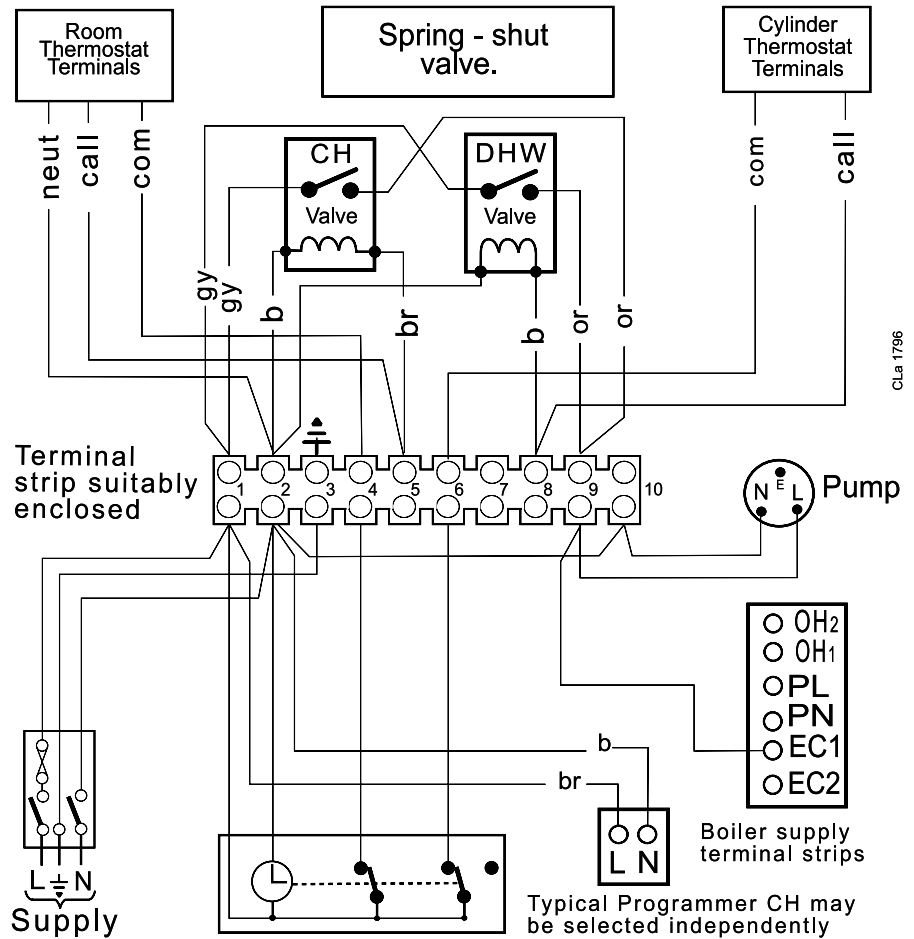 Room
Thermostat
Terminals
Spring - shut
valve.
Cylinder
Thermostat
Terminals
neut
call
com
CH
Valve
DHW
Valve
com
call
gy
gy
b
br
b
or
or
CLa 1796
Terminal
strip suitably
enclosed
1 2 3 4 5 6 7 8 9 10
N E L
Pump
OH2
OH1
PL
PN
EC1
EC2
b
br
L N
Boiler supply
terminal strips
L N
Supply
Typical Programmer CH may
be selected independently